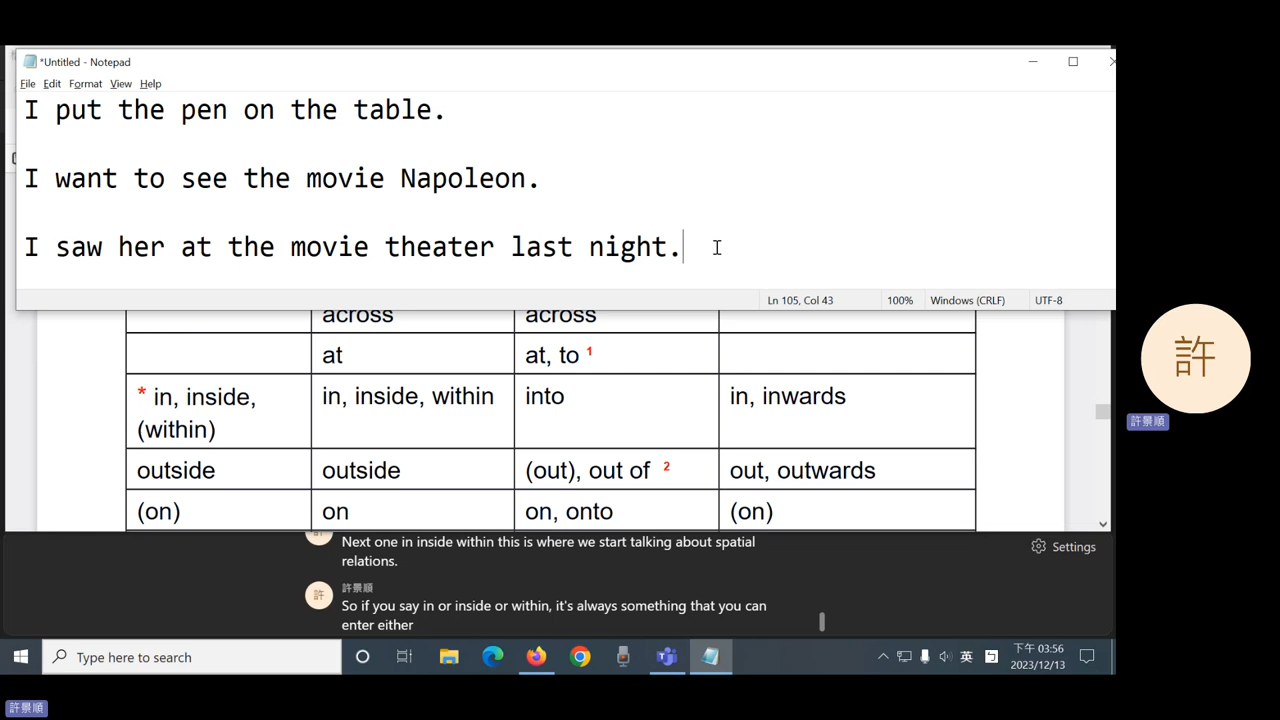 *Untitled - Notepad
File Edit Format View Help
I put the pen on the table.
I want to see the movie Napoleon.
I saw her at the movie theater last night.
Ln 105, Col 43 100% Windows (CRLF) UTF-8
across across
at at, to 1
* in, inside, (within) in, inside, within into in, inwards
outside outside (out), out of 2 out, outwards
(on) on on, onto (on)
許
許景順
Next one in inside within this is where we start talking about spatial
relations.
Settings
許
許景順
So if you say in or inside or within, it's always something that you can
enter either
Type here to search
英
下午 03:56
2023/12/13
許景順